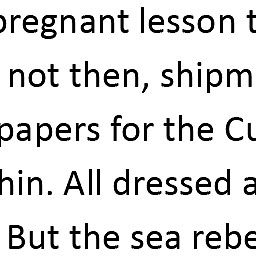 pregnant lesson t
not then, shipm
papers for the Cu
hin. All dressed a
But the sea rebe